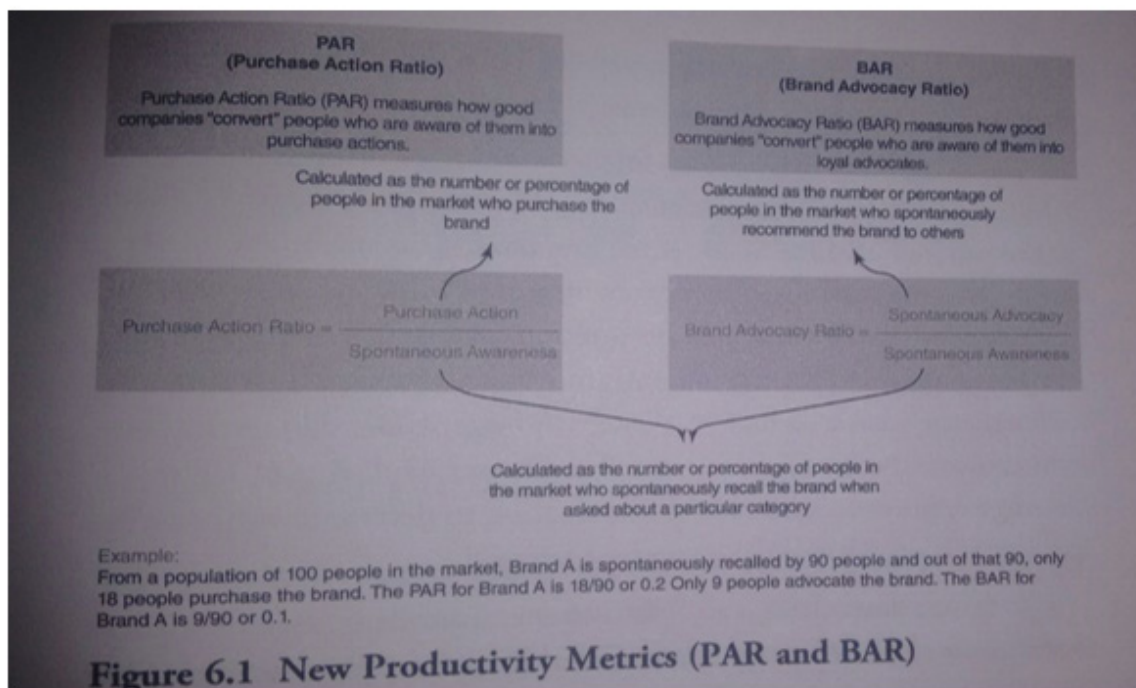 PAR
(Purchase Action Ratio)
Purchase Action Ratio (PAR) measures how good
companies "convert" people who are aware of them into
purchase actions.
Calculated as the number or percentage of
people in the market who purchase the
brand
Purchase Action Ratio =
Purchase Action
Spontaneous Awareness
BAR
(Brand Advocacy Ratio)
Brand Advocacy Ratio (BAR) measures how good
companies "convert" people who are aware of them into
loyal advocates.
Calculated as the number or percentage of
people in the market who spontaneously
recommend the brand to others
Brand Advocacy Ratio =
Spontaneous Advocacy
Spontaneous Awareness
Calculated as the number or percentage of people in
the market who spontaneously recall the brand when
asked about a particular category
Example:
From a population of 100 people in the market, Brand A is spontaneously recalled by 90 people and out of that 90, only
18 people purchase the brand. The PAR for Brand A is 18/90 or 0.2 Only 9 people advocate the brand. The BAR for
Brand A is 9/90 or 0.1.
Figure 6.1 New Productivity Metrics (PAR and BAR)